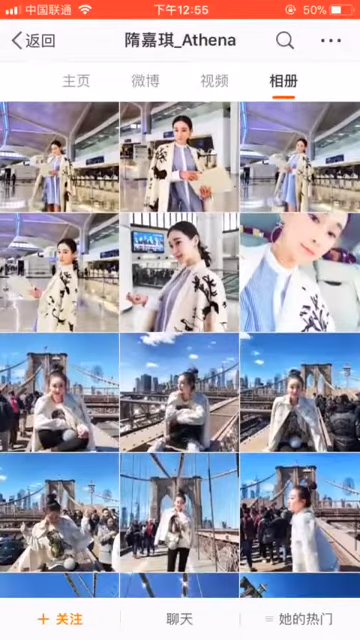 中国联通 下午12:55 50%
返回 隋嘉琪_Athena
主页 微博 视频 相册
+ 关注 聊天 她的热门